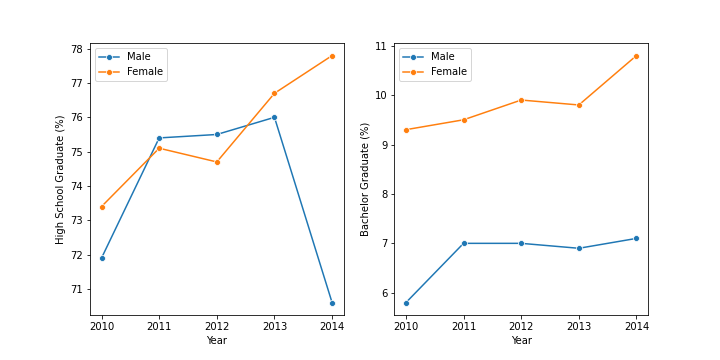 Male
Female
High School Graduate (%)
78
77
76
75
74
73
72
71
2010 2011 2012 2013 2014
Year
Male
Female
Bachelor Graduate (%)
11
10
9
8
7
6
2010 2011 2012 2013 2014
Year